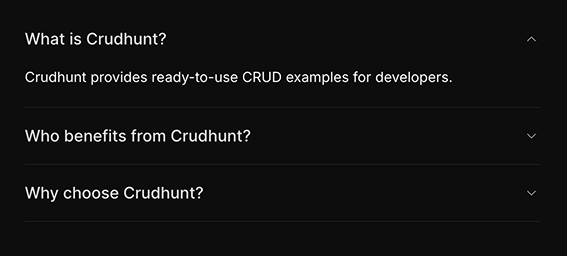 What is Crudhunt?
Crudhunt provides ready-to-use CRUD examples for developers.
Who benefits from Crudhunt?
Why choose Crudhunt?